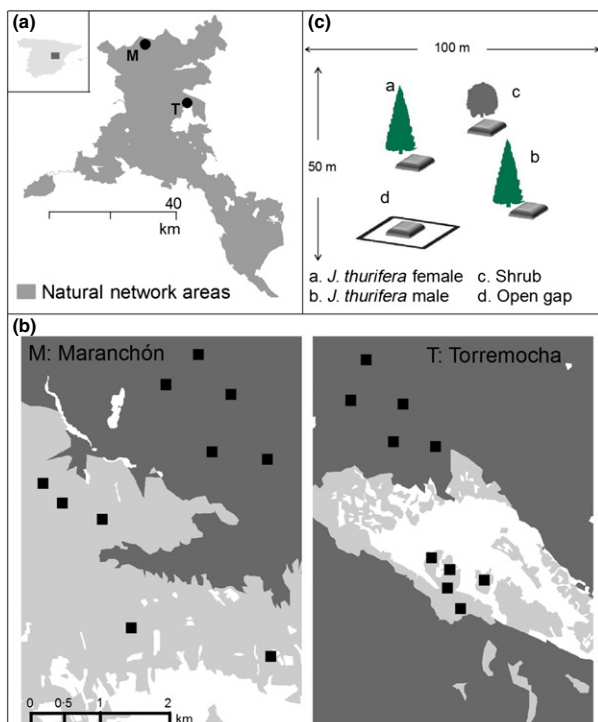 (a)
M
T
40
km
Natural network areas
(c)
100 m
50 m
a
c
b
d
a. J. thurifera female c. Shrub
b. J. thurifera male d. Open gap
(b)
M: Maranchón
T: Torremocha
0 0·5 1 2
km